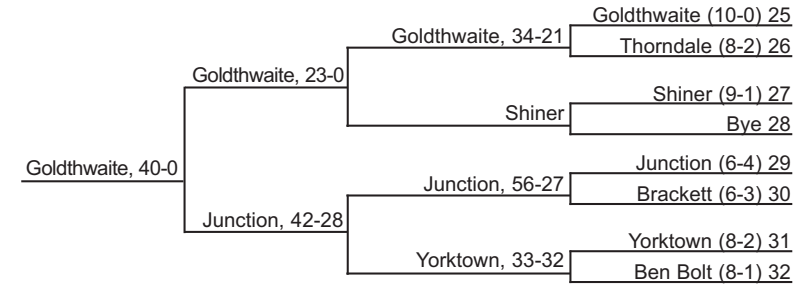 Goldthwaite (10-0) 25
Goldthwaite, 34-21
Thorndale (8-2) 26
Goldthwaite, 23-0
Shiner (9-1) 27
Shiner
Bye 28
Goldthwaite, 40-0
Junction (6-4) 29
Junction, 56-27
Brackett (6-3) 30
Junction, 42-28
Yorktown (8-2) 31
Yorktown, 33-32
Ben Bolt (8-1) 32